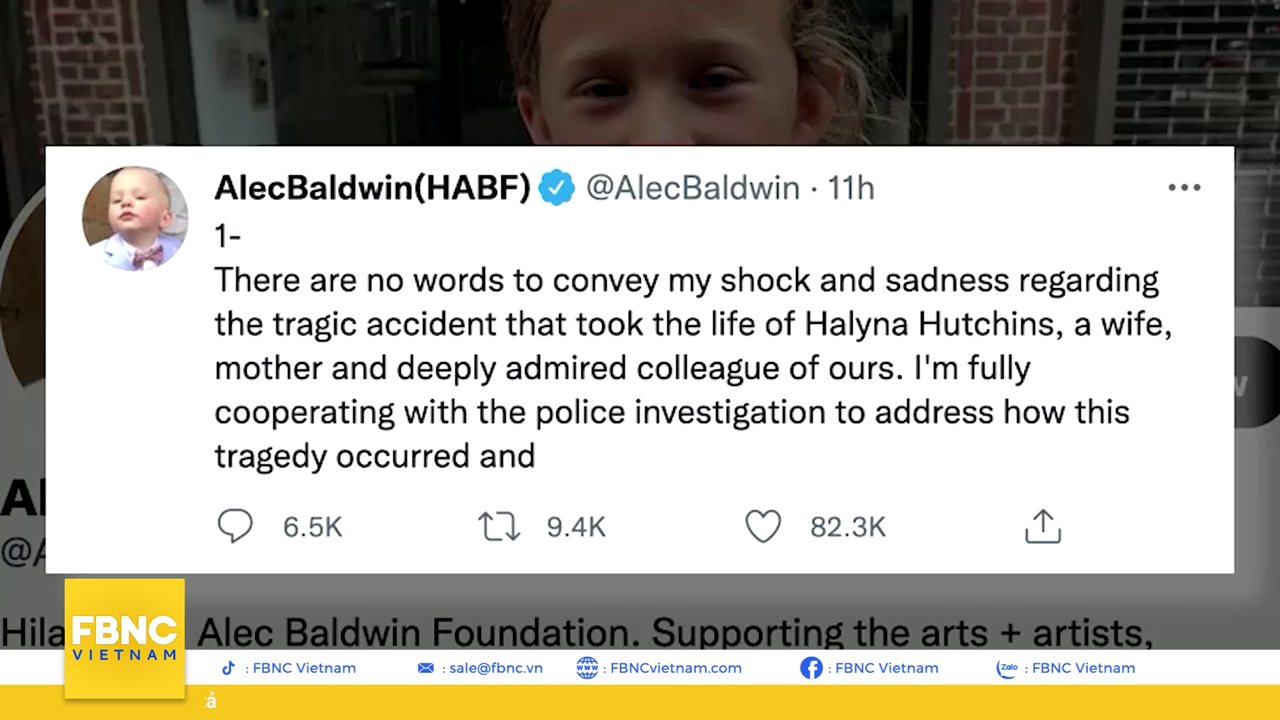 AlecBaldwin(HABF) @AlecBaldwin · 11h
1-
There are no words to convey my shock and sadness regarding
the tragic accident that took the life of Halyna Hutchins, a wife,
mother and deeply admired colleague of ours. I'm fully
cooperating with the police investigation to address how this
tragedy occurred and
6.5K 9.4K 82.3K
Alec Baldwin Foundation. Supporting the arts + artists,
FBNC
VIETNAM
: FBNC Vietnam : sale@fbnc.vn : FBNCvietnam.com : FBNC Vietnam Zalo : FBNC Vietnam
ả